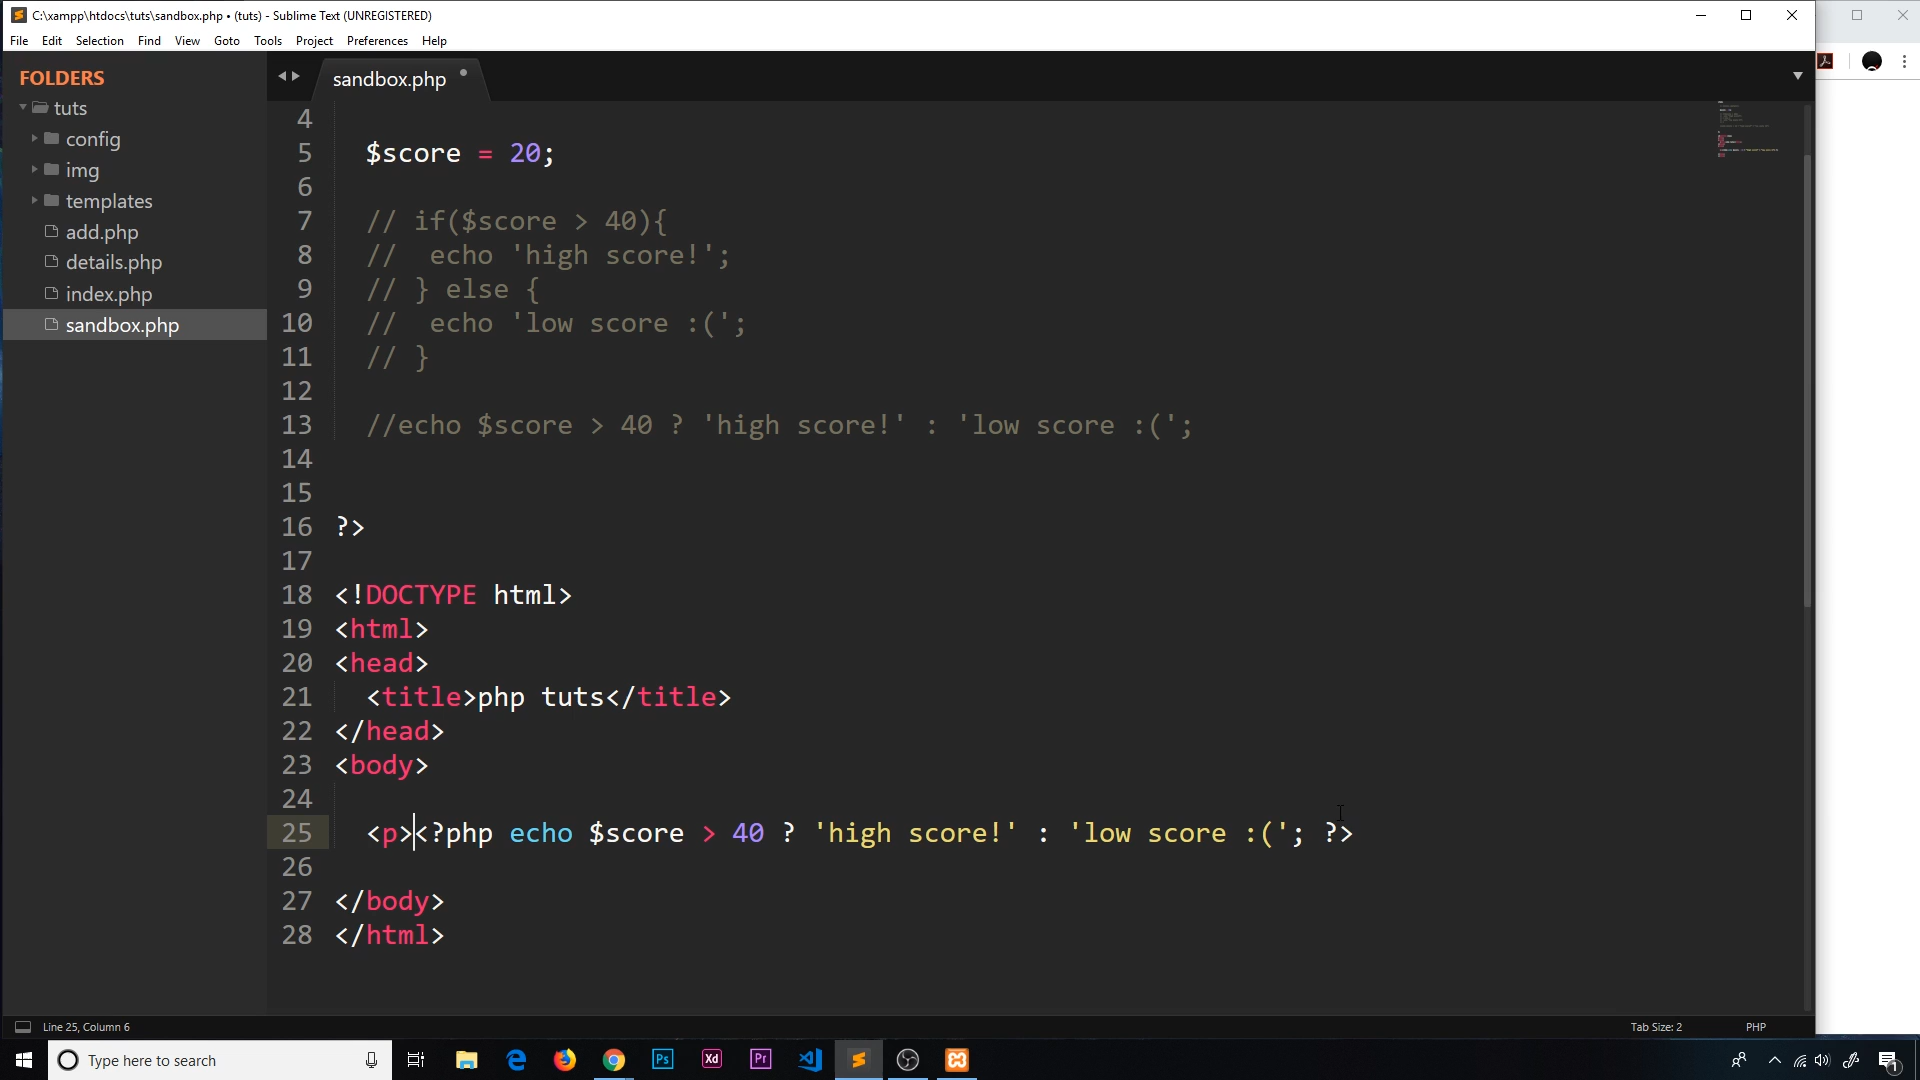 C:\xampp\htdocs\tuts\sandbox.php • (tuts) - Sublime Text (UNREGISTERED)
File Edit Selection Find View Goto Tools Project Preferences Help
FOLDERS
tuts
config
img
templates
add.php
details.php
index.php
sandbox.php
sandbox.php
4
5 $score = 20;
6
7 // if($score > 40){
8 //  echo 'high score!';
9 // } else {
10 //  echo 'low score :(';
11 // }
12
13 //echo $score > 40 ? 'high score!' : 'low score :(';
14
15
16 ?>
17
18 <!DOCTYPE html>
19 <html>
20 <head>
21 <title>php tuts</title>
22 </head>
23 <body>
24
25 <p><?php echo $score > 40 ? 'high score!' : 'low score :('; ?>
26
27 </body>
28 </html>
Line 25, Column 6
Tab Size: 2
PHP
Type here to search
Ps
Xd
Pr
1